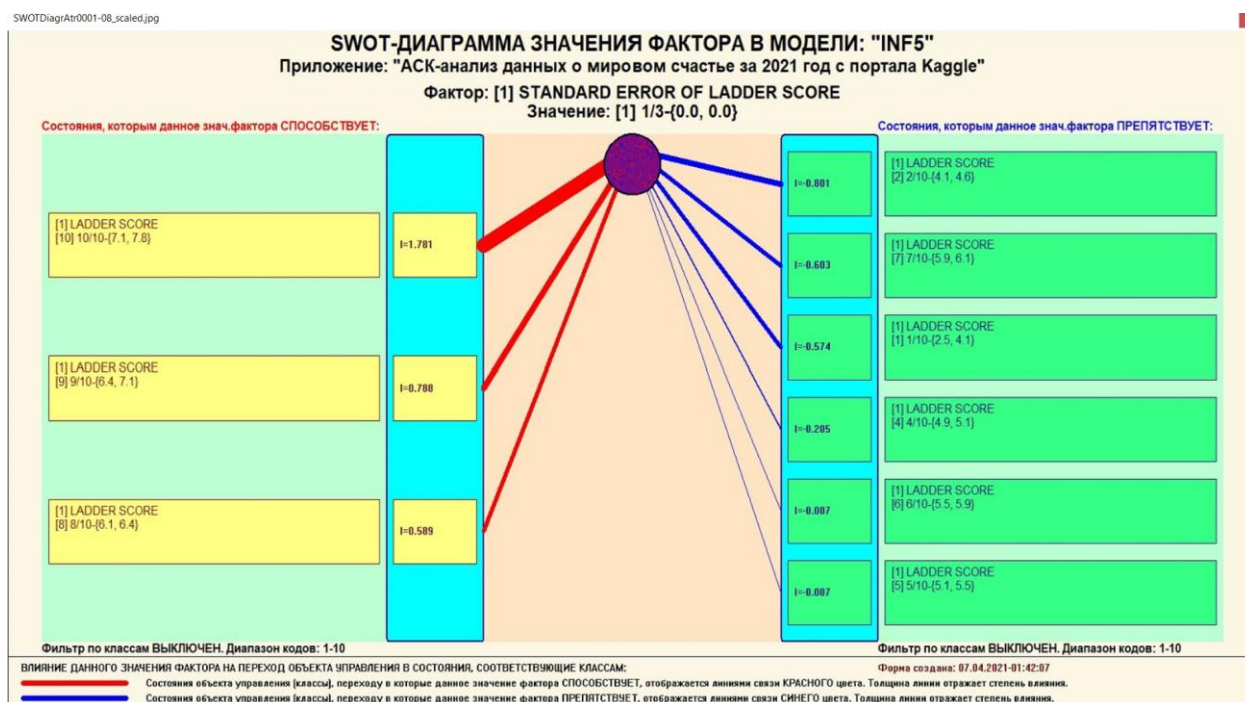 SWOTDiagrAtr0001-08_scaled.jpg
SWOT-ДИАГРАММА ЗНАЧЕНИЯ ФАКТОРА В МОДЕЛИ: "INF5"
Приложение: "АСК-анализ данных о мировом счастье за 2021 год с портала Kaggle"
Фактор: [1] STANDARD ERROR OF LADDER SCORE
Значение: [1] 1/3-{0.0, 0.0}
Состояния, которым данное знач.фактора СПОСОБСТВУЕТ:
[1] LADDER SCORE
[10] 10/10-{7.1, 7.8}
I=1.781
[1] LADDER SCORE
[9] 9/10-{6.4, 7.1}
I=0.780
[1] LADDER SCORE
[8] 8/10-{6.1, 6.4}
I=0.589
Фильтр по классам ВЫКЛЮЧЕН. Диапазон кодов: 1-10
Состояния, которым данное знач.фактора ПРЕПЯТСТВУЕТ:
I=-0.801
[1] LADDER SCORE
[2] 2/10-{4.1, 4.6}
I=-0.603
[1] LADDER SCORE
[7] 7/10-{5.9, 6.1}
I=-0.574
[1] LADDER SCORE
[1] 1/10-{2.5, 4.1}
I=-0.205
[1] LADDER SCORE
[4] 4/10-{4.9, 5.1}
I=-0.007
[1] LADDER SCORE
[6] 6/10-{5.5, 5.9}
I=-0.007
[1] LADDER SCORE
[5] 5/10-{5.1, 5.5}
Фильтр по классам ВЫКЛЮЧЕН. Диапазон кодов: 1-10
ВЛИЯНИЕ ДАННОГО ЗНАЧЕНИЯ ФАКТОРА НА ПЕРЕХОД ОБЪЕКТА УПРАВЛЕНИЯ В СОСТОЯНИЯ, СООТВЕТСТВУЮЩИЕ КЛАССАМ:
Форма создана: 07.04.2021-01:42:07
Состояния объекта управления [классы], переходу в которые данное значение фактора СПОСОБСТВУЕТ, отображается линиями связи КРАСНОГО цвета. Толщина линии отражает степень влияния.
Состояния объекта управления [классы], переходу в которые данное значение фактора ПРЕПЯТСТВУЕТ, отображается линиями связи СИНЕГО цвета. Толщина линии отражает степень влияния.